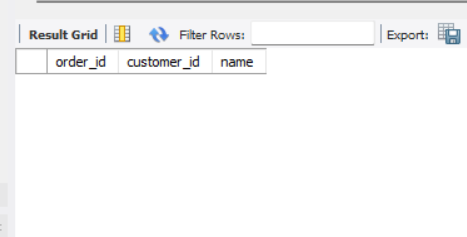 Result Grid Filter Rows: Export:
order_id customer_id name